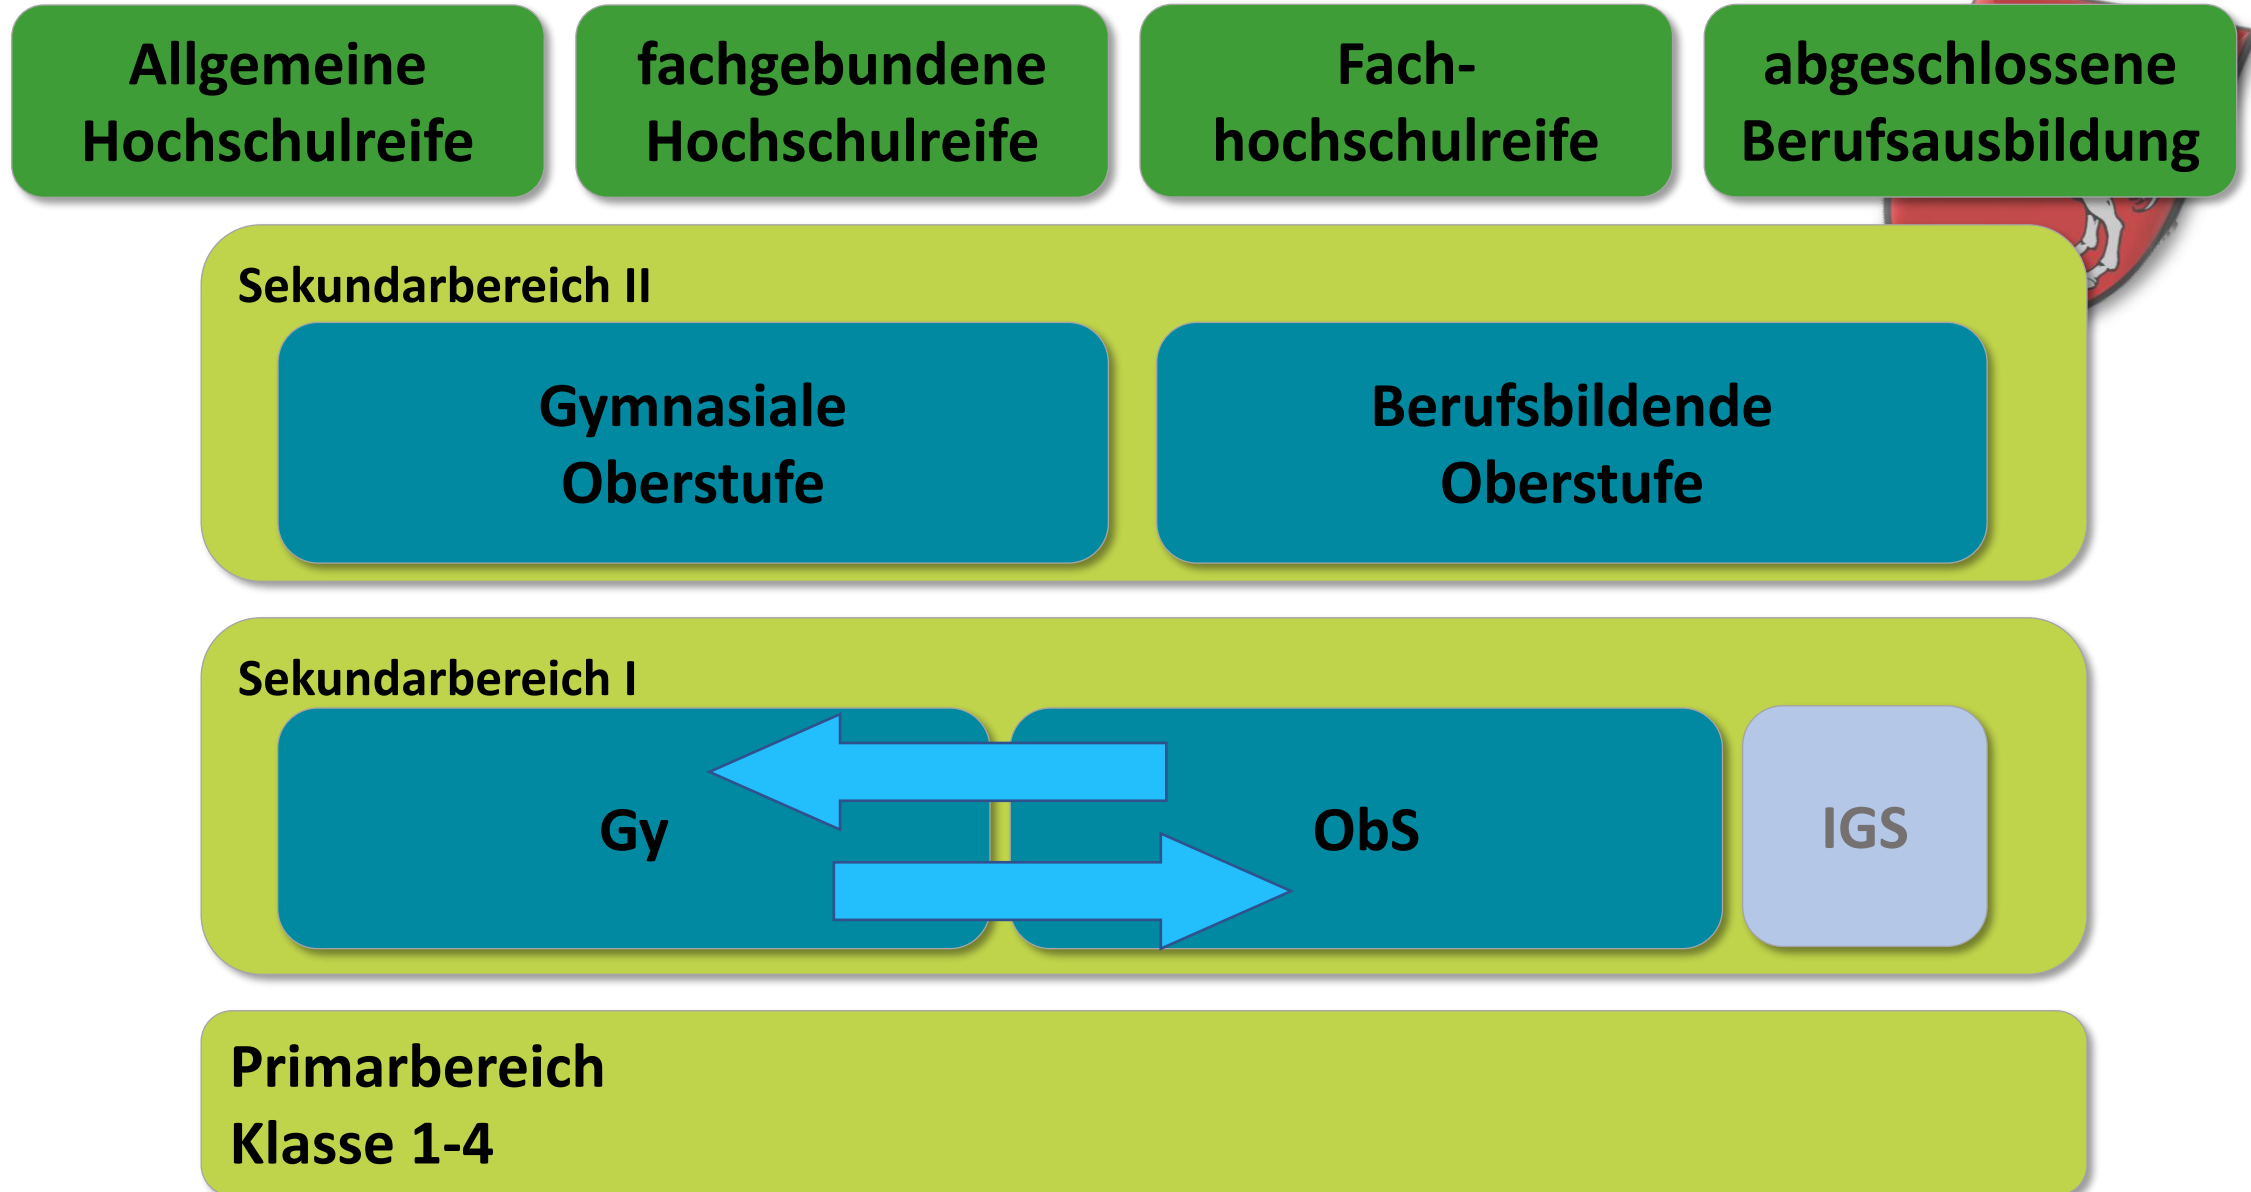 Allgemeine
Hochschulreife
fachgebundene
Hochschulreife
Fach-
hochschulreife
abgeschlossene
Berufsausbildung
Sekundarbereich II
Gymnasiale
Oberstufe
Berufsbildende
Oberstufe
Sekundarbereich I
Gy
ObS
IGS
Primarbereich
Klasse 1-4